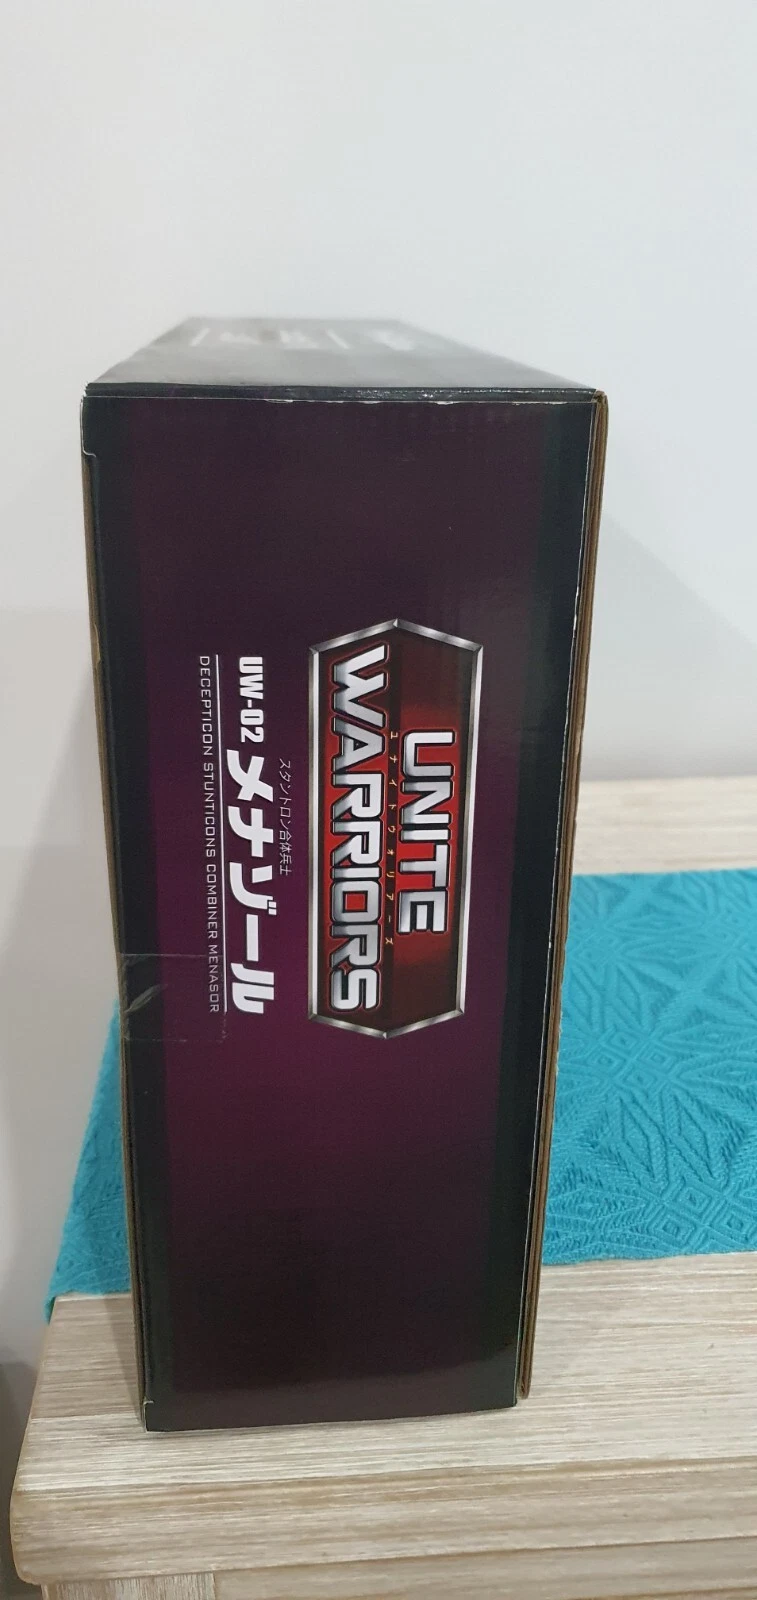 UNITE
ユナイトウォリアーズ
WARRIORS
スタントロン合体兵士
UW-02 メナゾール
DECEPTICON STUNTICONS COMBINER MENASOR